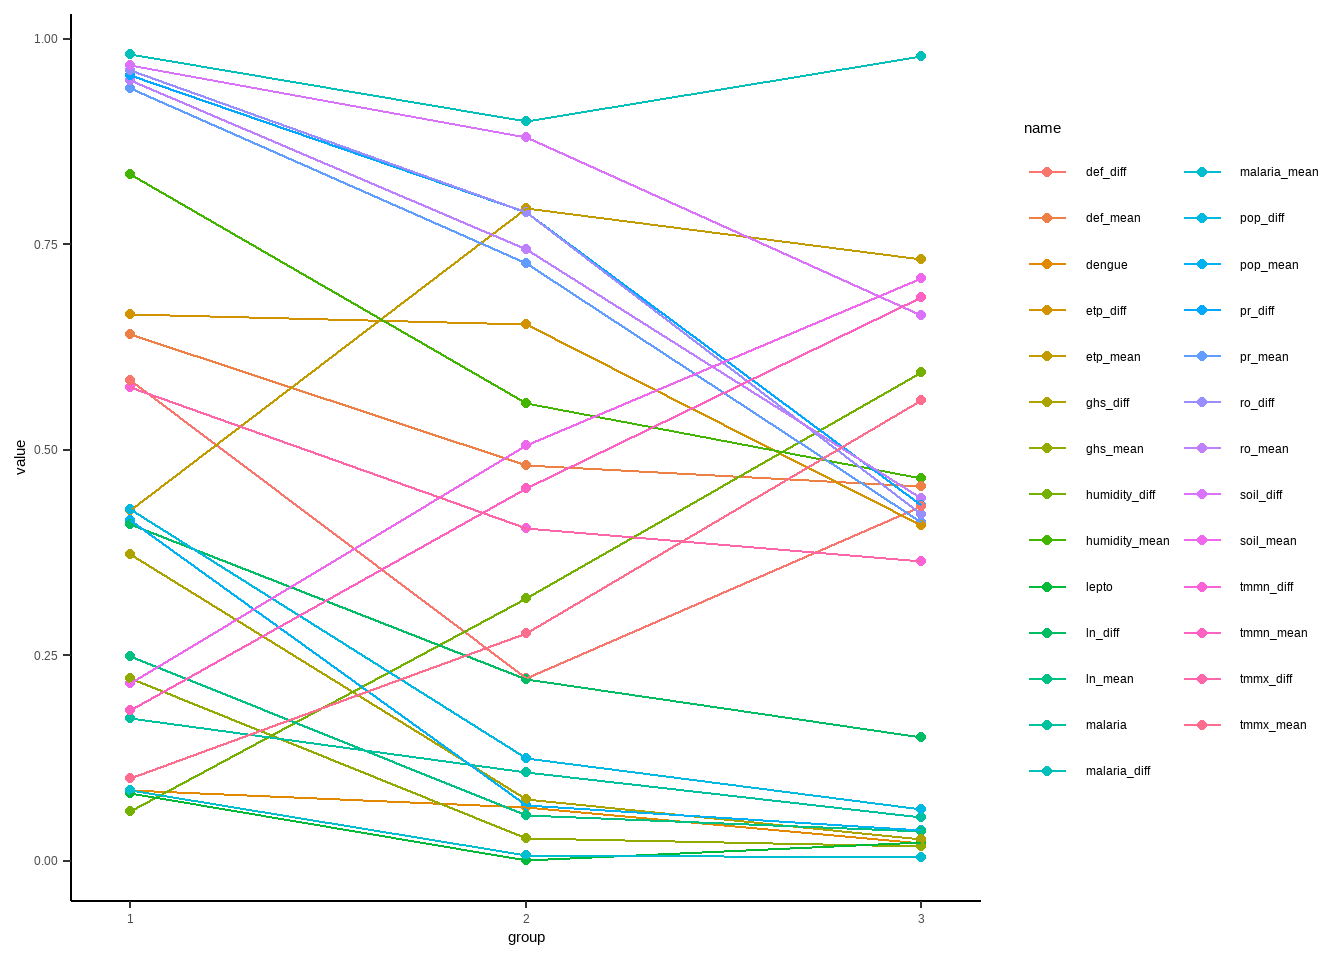 1.00
0.75
0.50
0.25
0.00
value
1
2
3
group
name
def_diff
def_mean
dengue
etp_diff
etp_mean
ghs_diff
ghs_mean
humidity_diff
humidity_mean
lepto
ln_diff
ln_mean
malaria
malaria_diff
malaria_mean
pop_diff
pop_mean
pr_diff
pr_mean
ro_diff
ro_mean
soil_diff
soil_mean
tmmn_diff
tmmn_mean
tmmx_diff
tmmx_mean